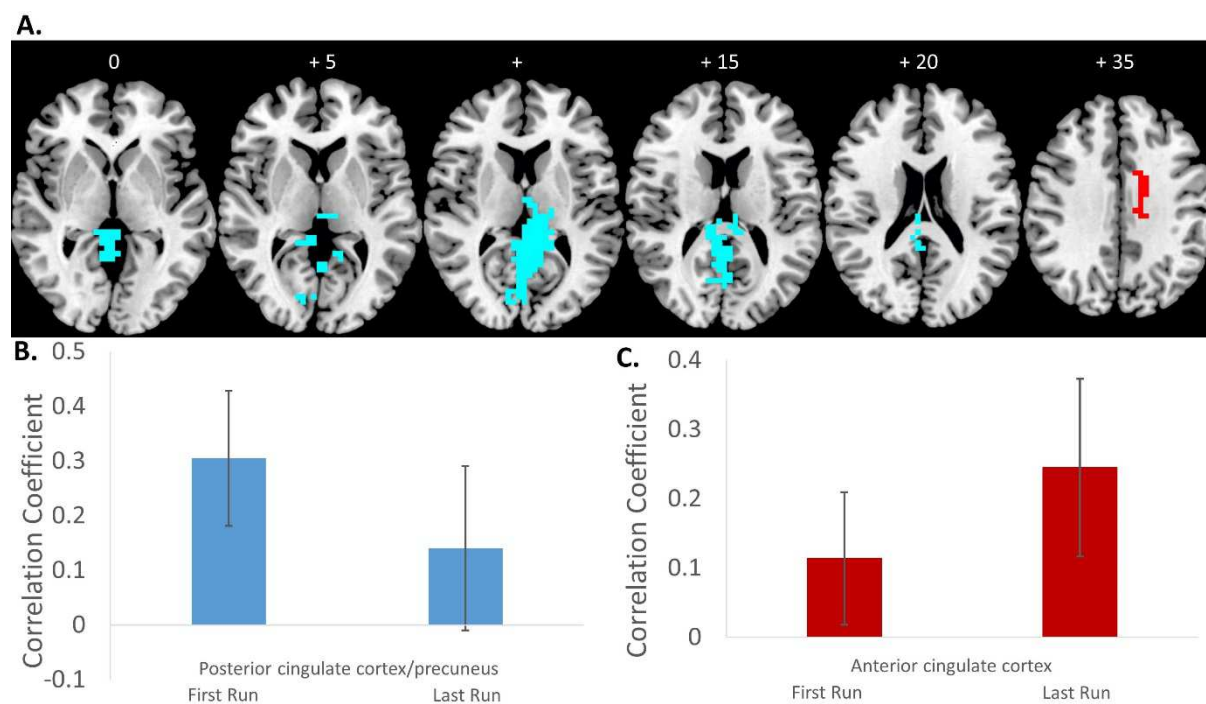 A.
0 + 5 + + 15 + 20 + 35
B.
Correlation Coefficient
0.5
0.4
0.3
0.2
0.1
0
-0.1
Posterior cingulate cortex/precuneus
First Run Last Run
C.
Correlation Coefficient
0.4
0.3
0.2
0.1
0
Anterior cingulate cortex
First Run Last Run